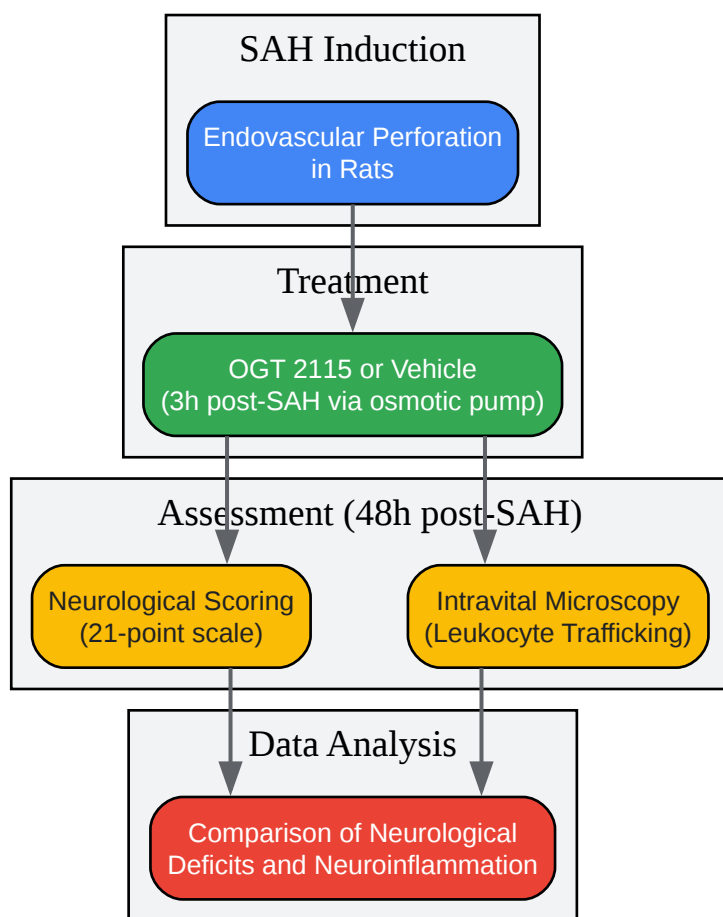 SAH Induction
Endovascular Perforation
in Rats
Treatment
OGT 2115 or Vehicle
(3h post-SAH via osmotic pump)
Assessment (48h post-SAH)
Neurological Scoring
(21-point scale)
Intravital Microscopy
(Leukocyte Trafficking)
Data Analysis
Comparison of Neurological
Deficits and Neuroinflammation